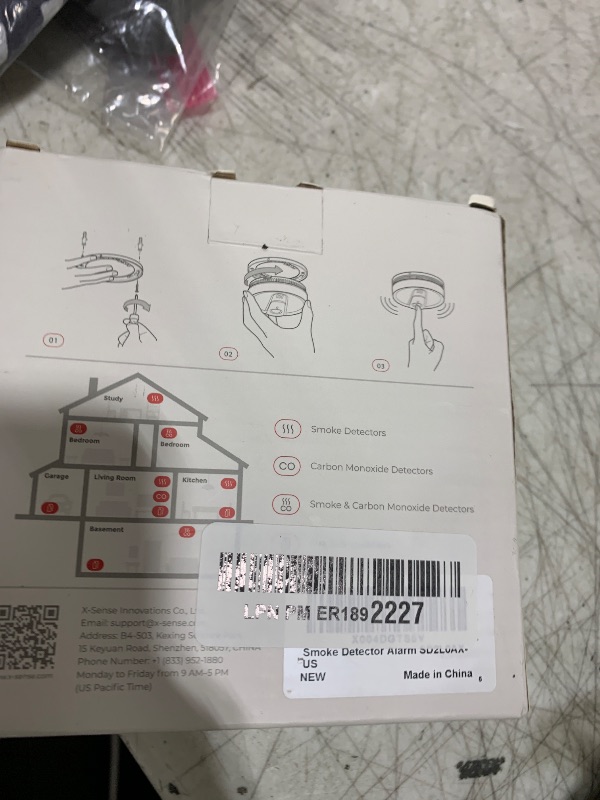 01
02
03
Study
Bedroom
Bedroom
Garage
Living Room
CO
Kitchen
Basement
Smoke Detectors
CO
Carbon Monoxide Detectors
CO
Smoke & Carbon Monoxide Detectors
LPN PM ER1892227
X-Sense Innovations Co.,
Email: support@x-sense.
Address: B4-503, Kexing
15 Keyuan Road, Shenzhen,
Phone Number: +1 (833) 952-1880
Monday to Friday from 9 AM–5 PM
(US Pacific Time)
Smoke Detector Alarm
US
NEW
Made in China
6